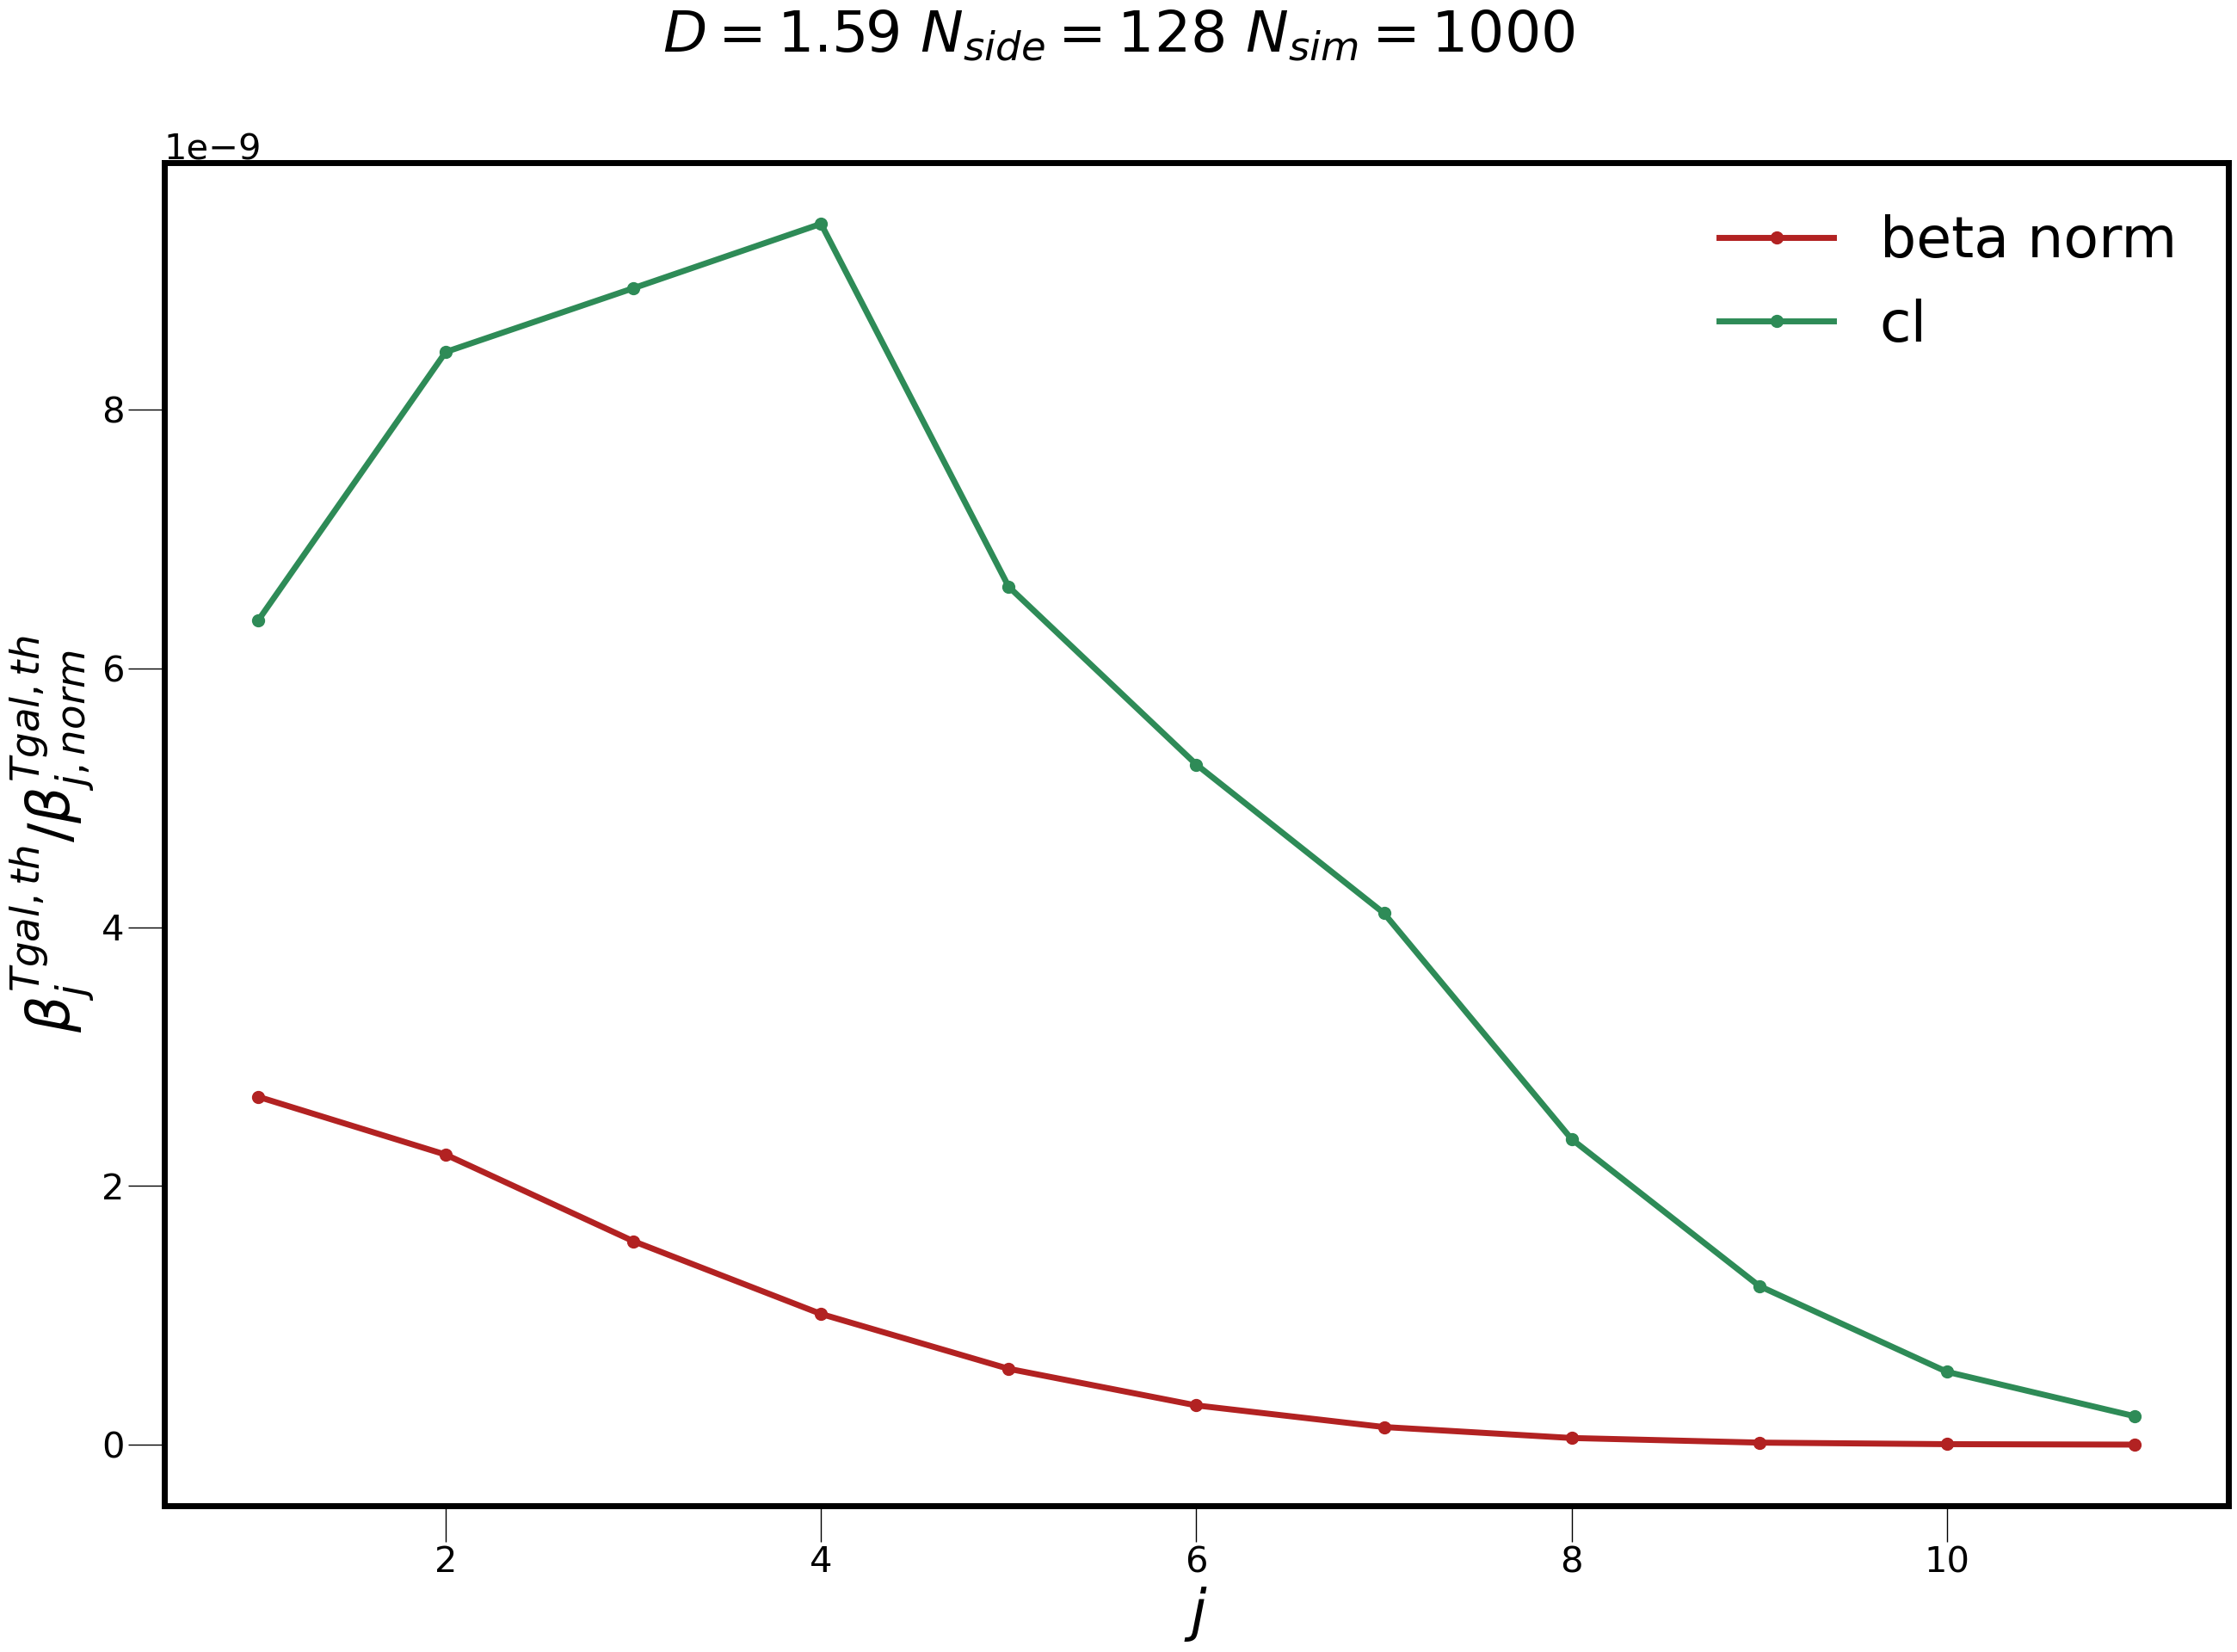 D = 1.59 N_side = 128 N_sim = 1000
1e−9
beta norm
cl
8
6
4
2
0
β_j^{Tgal, th}/β_{j, norm}^{Tgal, th}
2 4 6 8 10
j